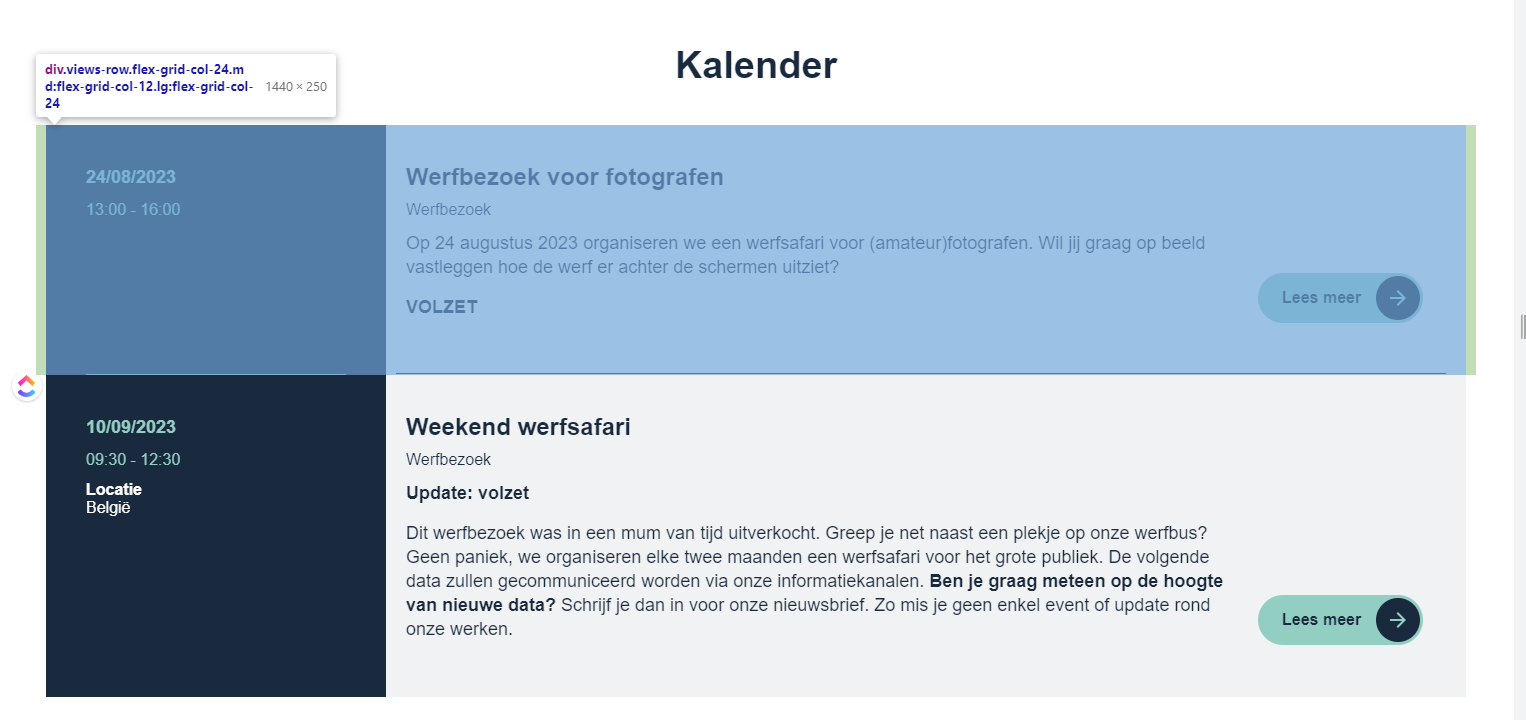 Kalender
div.views-row.flex-grid-col-24.m
d:flex-grid-col-12.lg:flex-grid-col-
24
1440 × 250
24/08/2023
13:00 - 16:00
Werfbezoek voor fotografen
Werfbezoek
Op 24 augustus 2023 organiseren we een werfsafari voor (amateur)fotografen. Wil jij graag op beeld
vastleggen hoe de werf er achter de schermen uitziet?
VOLZET
Lees meer
10/09/2023
09:30 - 12:30
Locatie
België
Weekend werfsafari
Werfbezoek
Update: volzet
Dit werfbezoek was in een mum van tijd uitverkocht. Greep je net naast een plekje op onze werfbus?
Geen paniek, we organiseren elke twee maanden een werfsafari voor het grote publiek. De volgende
data zullen gecommuniceerd worden via onze informatiekanalen. Ben je graag meteen op de hoogte
van nieuwe data? Schrijf je dan in voor onze nieuwsbrief. Zo mis je geen enkel event of update rond
onze werken.
Lees meer